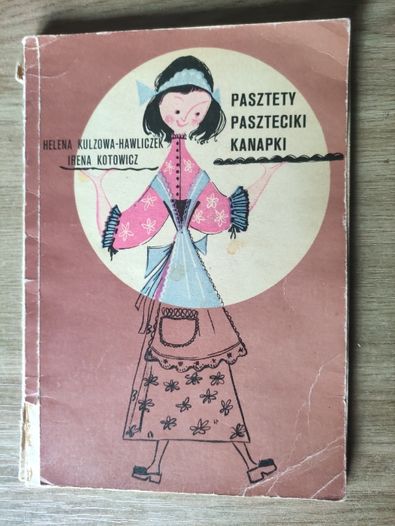 HELENA KULZOWA-HAWLICZEK
IRENA KOTOWICZ
PASZTETY
PASZTECIKI
KANAPKI